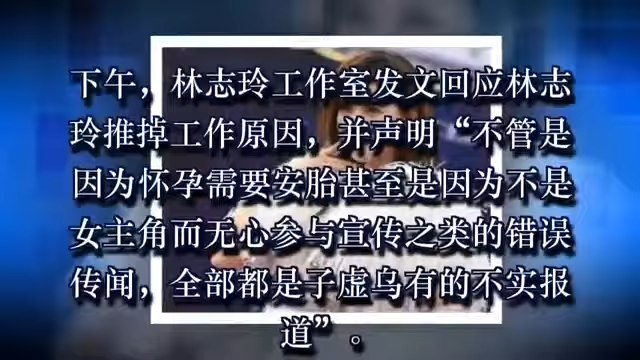 下午，林志玲工作室发文回应林志
玲推掉工作原因，并声明“不管是
因为怀孕需要安胎甚至是因为不是
女主角而无心参与宣传之类的错误
传闻，全部都是子虚乌有的不实报
道”。